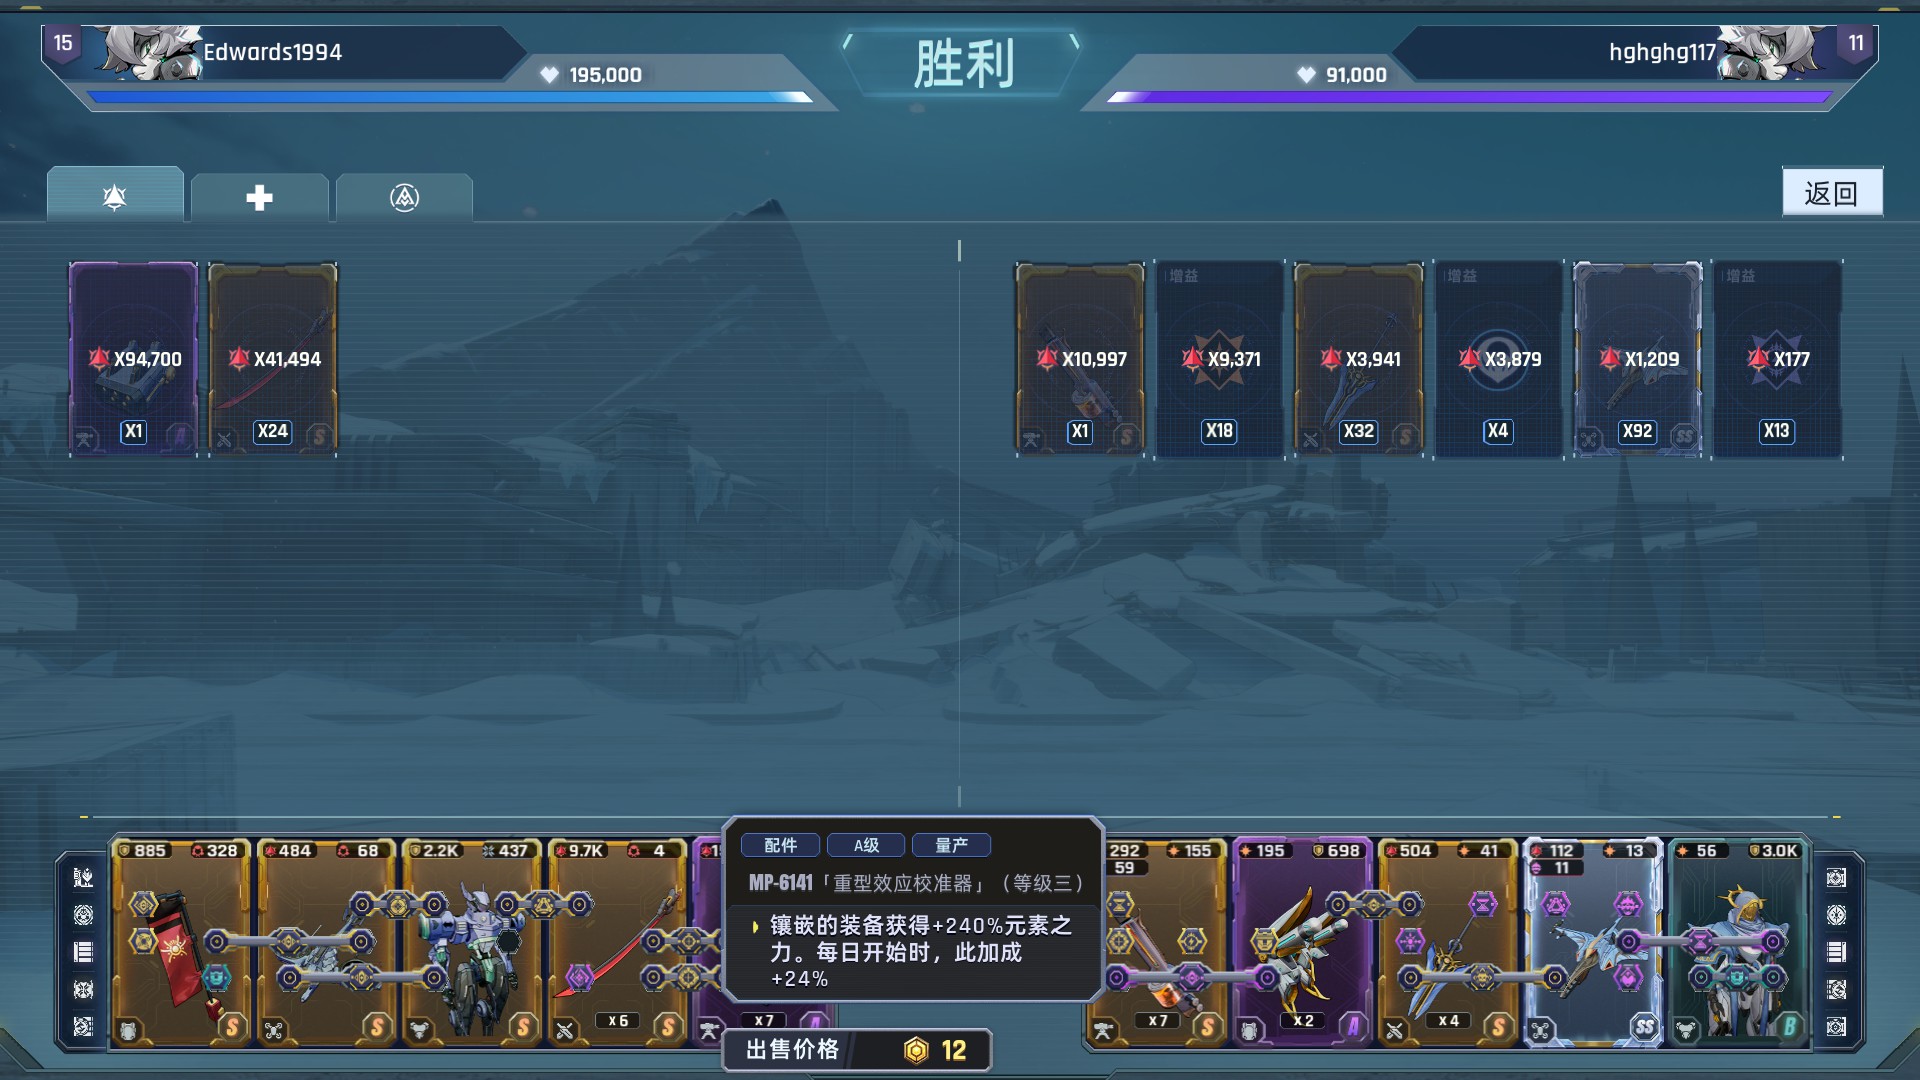 15
Edwards1994
195,000
胜利
91,000
hghghg117
11
返回
X94,700
X1
A
X41,494
X24
S
X10,997
X1
S
增益
X9,371
X18
X3,941
X32
S
增益
X3,879
X4
X1,209
X92
SS
增益
X177
X13
885 328
S
484 68
S
2.2K 437
S
9.7K 4
x6
S
x7
A
配件 A级 量产
MP-6141「重型效应校准器」（等级三）
镶嵌的装备获得+240%元素之
力。每日开始时，此加成
+24%
出售价格 12
292 155
59
x7
S
195 698
x2
A
504 41
x4
S
112 13
11
SS
56 3.0K
B